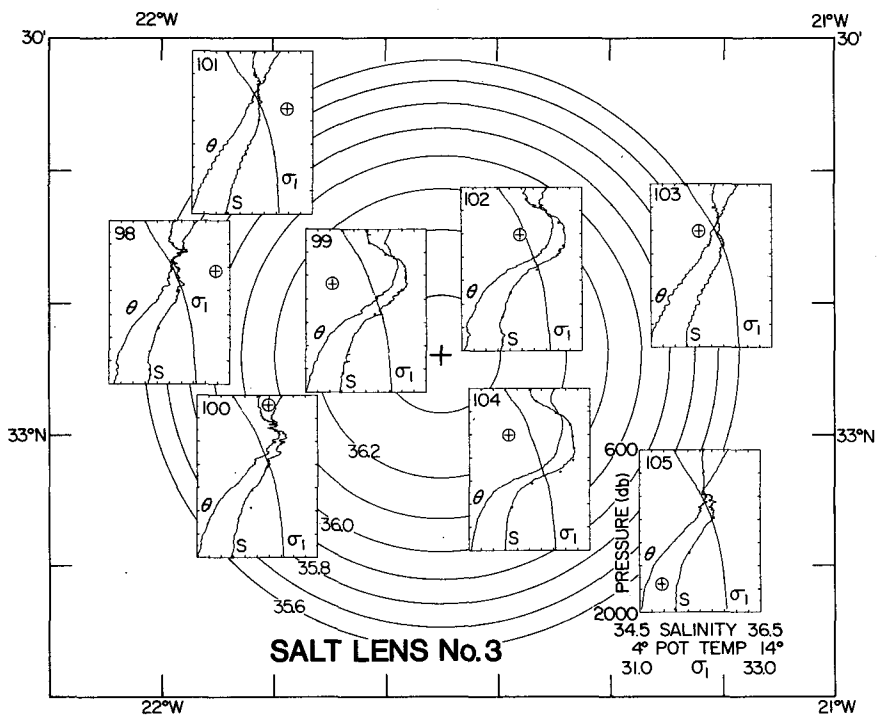 22°W
21°W
30'
30'
101
θ
S
σ₁
102
θ
S
σ₁
103
θ
S
σ₁
98
θ
S
σ₁
99
θ
S
σ₁
100
θ
S
σ₁
104
θ
S
σ₁
33°N
33°N
36.2
36.0
35.8
35.6
105
600
PRESSURE (db)
2000
θ
S
σ₁
34.5 SALINITY 36.5
4° POT TEMP 14°
31.0 σ₁ 33.0
SALT LENS No.3
22°W
21°W